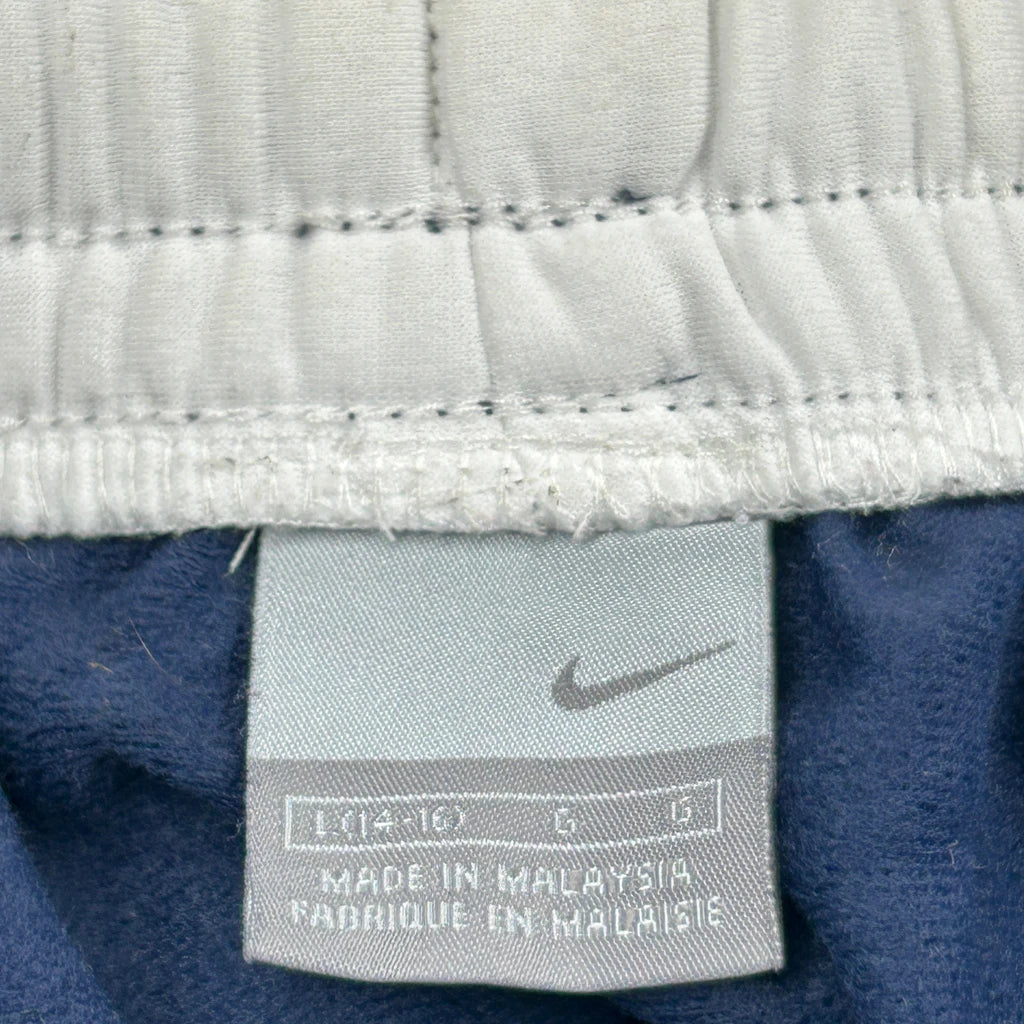 L(14-16) G G
MADE IN MALAYSIA
FABRIQUE EN MALAISIE